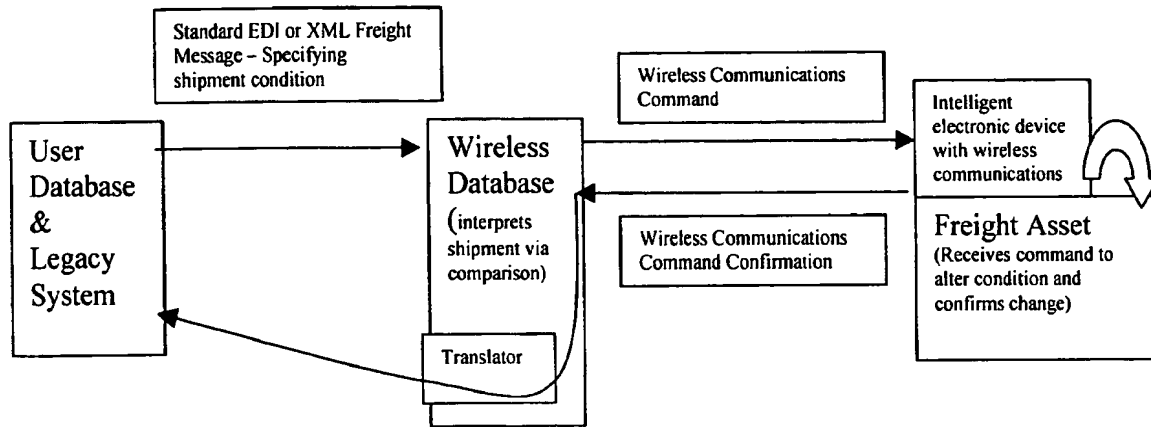 Standard EDI or XML Freight
Message – Specifying
shipment condition
Wireless Communications
Command
Intelligent
electronic device
with wireless
communications
User
Database
&
Legacy
System
Wireless
Database
(interprets
shipment via
comparison)
Wireless Communications
Command Confirmation
Freight Asset
(Receives command to
alter condition and
confirms change)
Translator